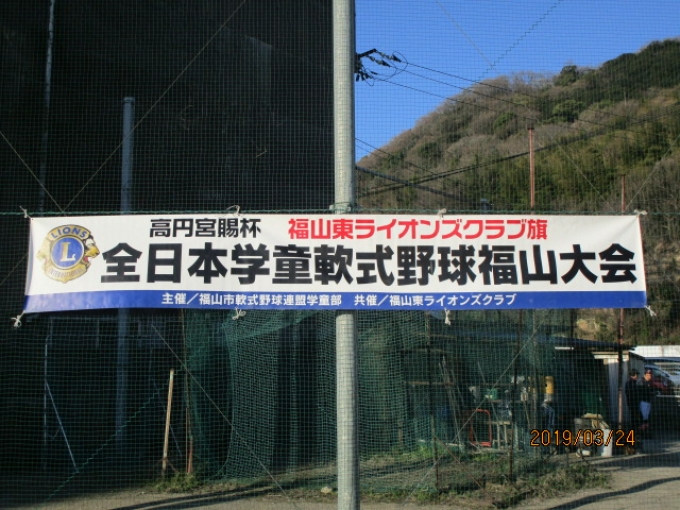 高円宮賜杯 福山東ライオンズクラブ旗
LIONS
L
全日本学童軟式野球福山大会
主催／福山市軟式野球連盟学童部 共催／福山東ライオンズクラブ
2019/03/24